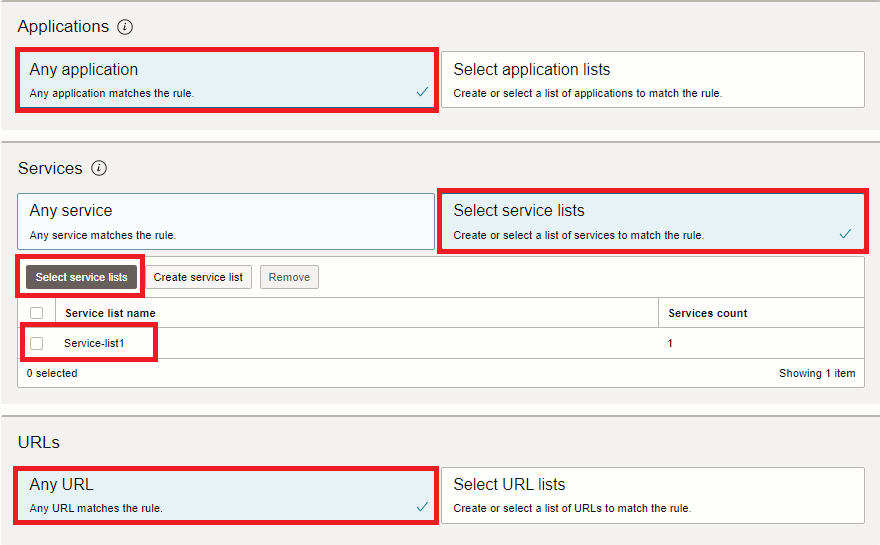 Applications
Any application
Any application matches the rule.
Select application lists
Create or select a list of applications to match the rule.
Services
Any service
Any service matches the rule.
Select service lists
Create or select a list of services to match the rule.
Select service lists
Create service list
Remove
Service list name
Services count
Service-list1
1
0 selected
Showing 1 item
URLs
Any URL
Any URL matches the rule.
Select URL lists
Create or select a list of URLs to match the rule.